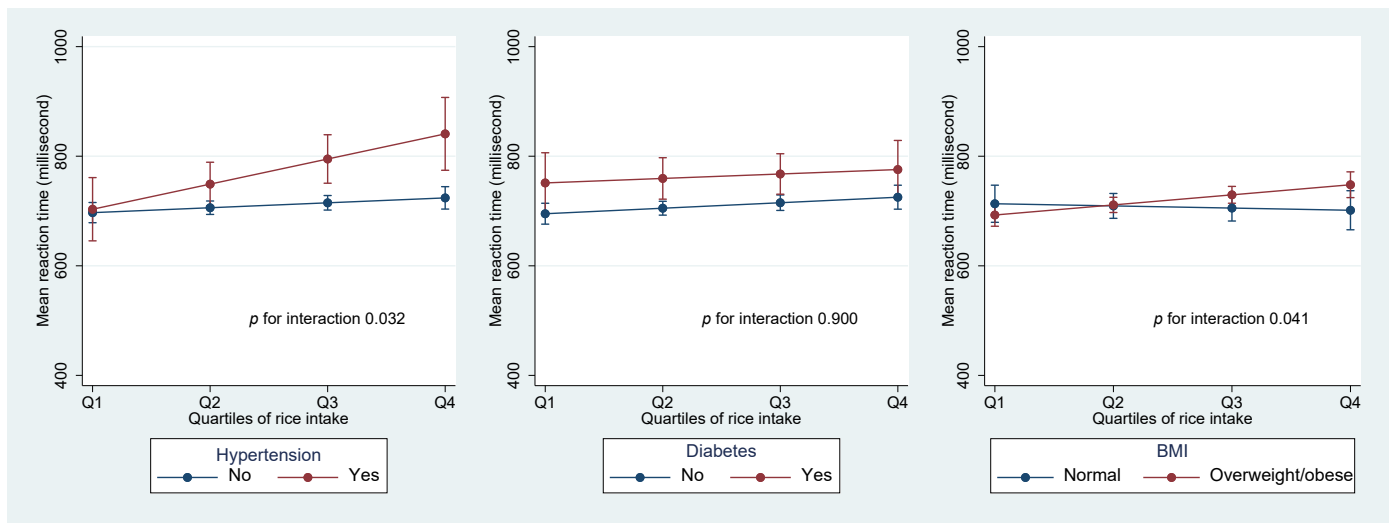 Mean reaction time (millisecond)
1000
800
600
400
Q1 Q2 Q3 Q4
Quartiles of rice intake
p for interaction 0.032
Hypertension
No Yes
Mean reaction time (millisecond)
1000
800
600
400
Q1 Q2 Q3 Q4
Quartiles of rice intake
p for interaction 0.900
Diabetes
No Yes
Mean reaction time (millisecond)
1000
800
600
400
Q1 Q2 Q3 Q4
Quartiles of rice intake
p for interaction 0.041
BMI
Normal Overweight/obese